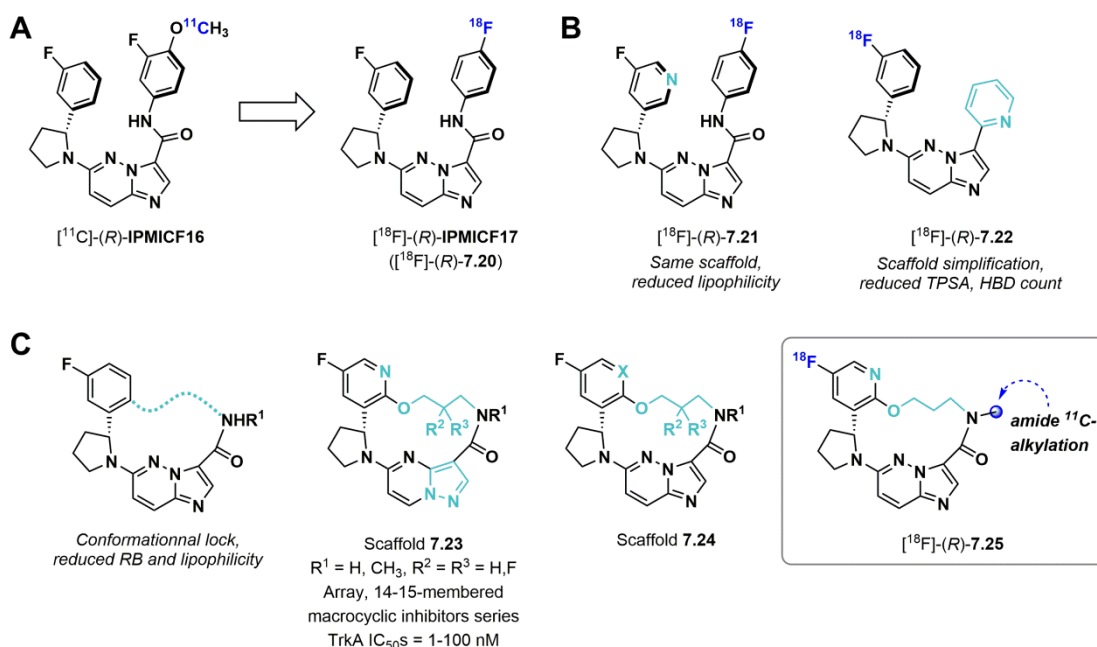 A
O¹¹CH₃
F
F
HN
O
N
N
N
N
[¹¹C]-(R)-IPMICF16
¹⁸F
F
HN
O
N
N
N
N
[¹⁸F]-(R)-IPMICF17
([¹⁸F]-(R)-7.20)
B
¹⁸F
F
N
HN
O
N
N
N
N
[¹⁸F]-(R)-7.21
Same scaffold,
reduced lipophilicity
¹⁸F
N
N
N
N
N
[¹⁸F]-(R)-7.22
Scaffold simplification,
reduced TPSA, HBD count
C
F
NHR¹
O
N
N
N
N
Conformationnal lock,
reduced RB and lipophilicity
F
N
O
NR¹
R² R³
O
N
N
N
N
Scaffold 7.23
R¹ = H, CH₃, R² = R³ = H,F
Array, 14-15-membered
macrocyclic inhibitors series
TrkA IC₅₀s = 1-100 nM
F
X
O
NR¹
R² R³
O
N
N
N
N
Scaffold 7.24
¹⁸F
N
O
N
O
N
N
N
N
amide ¹¹C-
alkylation
[¹⁸F]-(R)-7.25